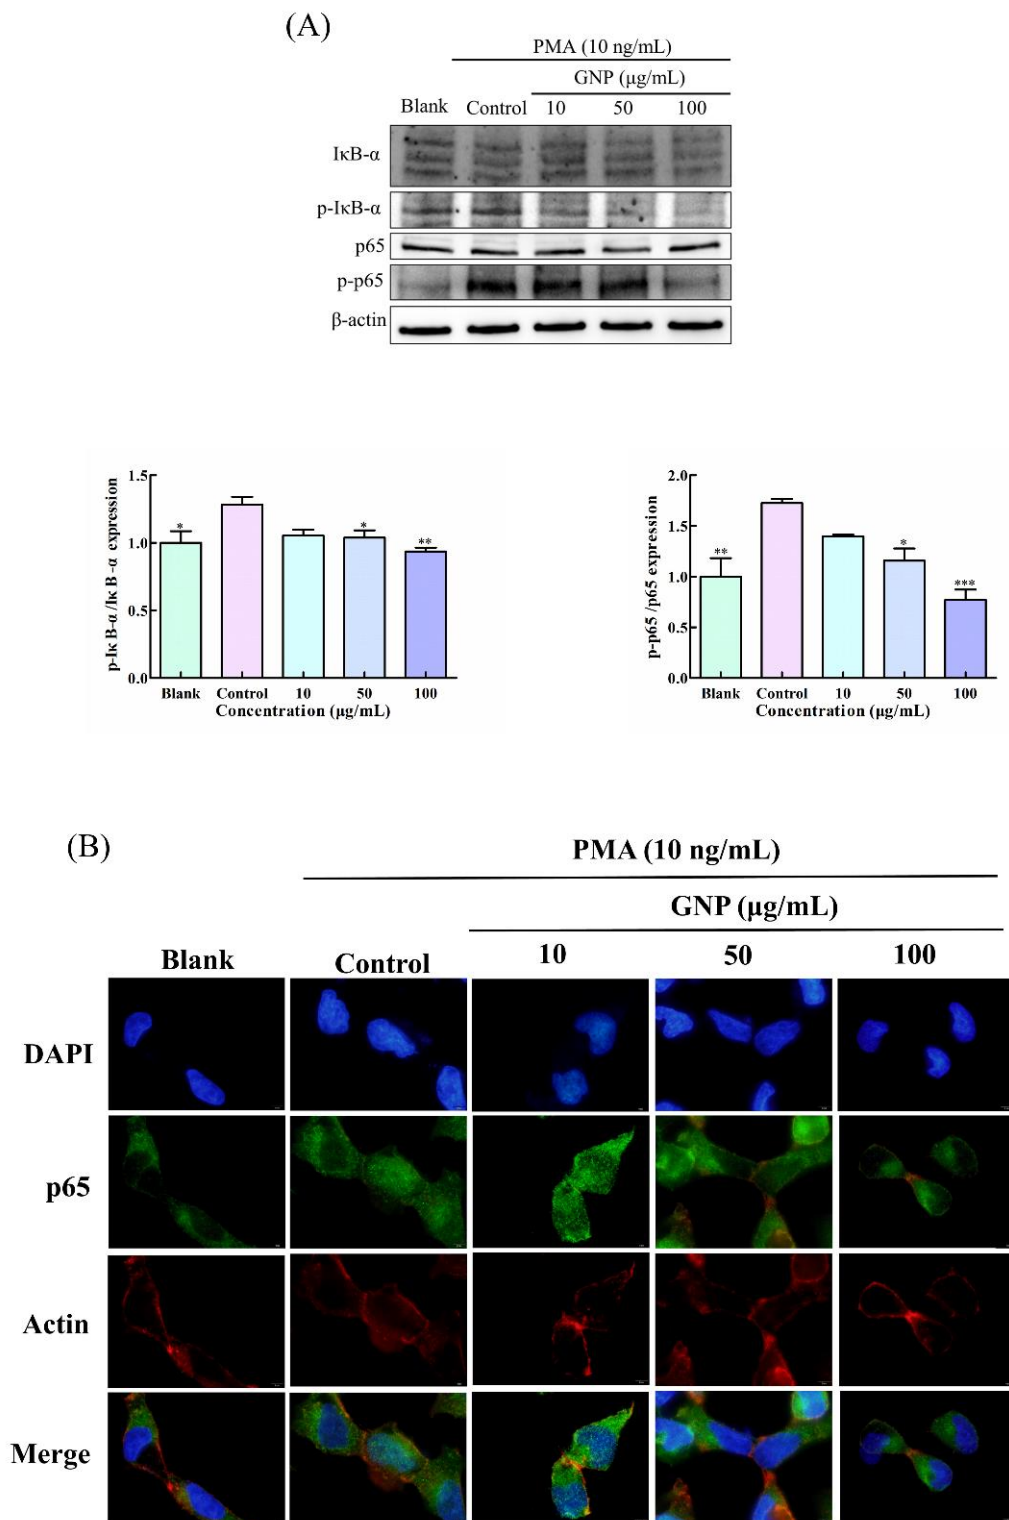 (A)
PMA (10 ng/mL)
GNP (μg/mL)
Blank Control 10 50 100
IκB-α
p-IκB-α
p65
p-p65
β-actin
p-Iκ B-α /Iκ B -α expression
1.5
1.0
0.5
0.0
* * **
Blank Control 10 50 100
Concentration (μg/mL)
p-p65 /p65 expression
2.0
1.5
1.0
0.5
0.0
** * ***
Blank Control 10 50 100
Concentration (μg/mL)
(B)
PMA (10 ng/mL)
GNP (μg/mL)
Blank Control 10 50 100
DAPI
p65
Actin
Merge